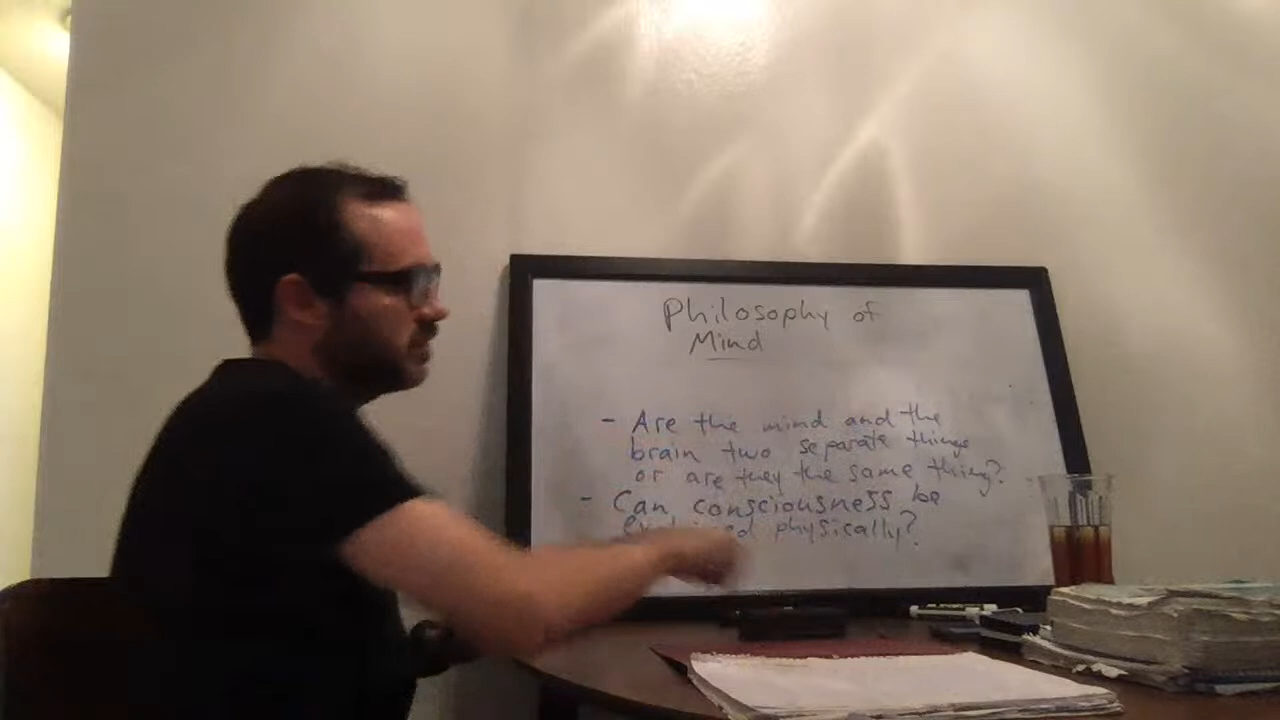 Philosophy of
Mind
- Are the mind and the
brain two separate things
or are they the same thing?
- Can consciousness be
physically?